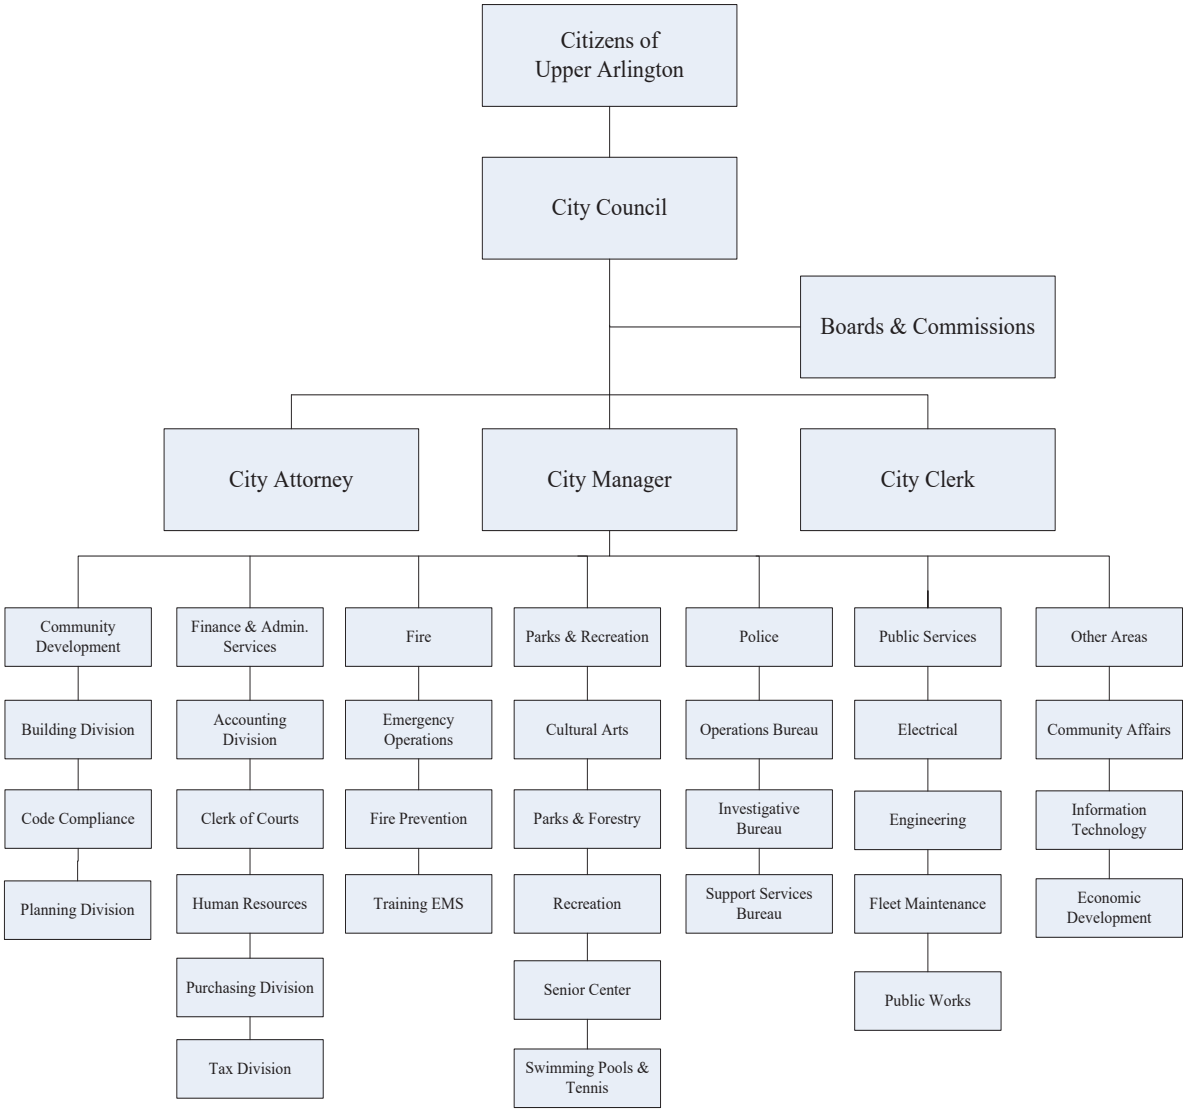 Citizens of
Upper Arlington
City Council
Boards & Commissions
City Attorney
City Manager
City Clerk
Community
Development
Finance & Admin.
Services
Fire
Parks & Recreation
Police
Public Services
Other Areas
Building Division
Accounting
Division
Emergency
Operations
Cultural Arts
Operations Bureau
Electrical
Community Affairs
Code Compliance
Clerk of Courts
Fire Prevention
Parks & Forestry
Investigative
Bureau
Engineering
Information
Technology
Planning Division
Human Resources
Training EMS
Recreation
Support Services
Bureau
Fleet Maintenance
Economic
Development
Purchasing Division
Senior Center
Public Works
Tax Division
Swimming Pools &
Tennis